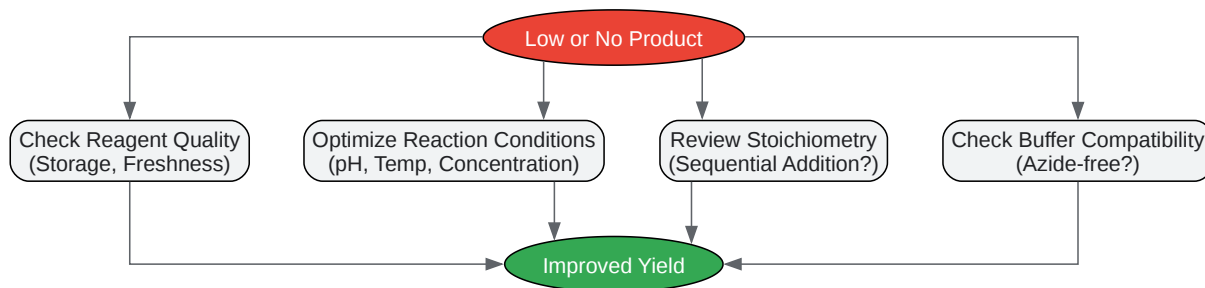 Low or No Product
Check Reagent Quality
(Storage, Freshness)
Optimize Reaction Conditions
(pH, Temp, Concentration)
Review Stoichiometry
(Sequential Addition?)
Check Buffer Compatibility
(Azide-free?)
Improved Yield